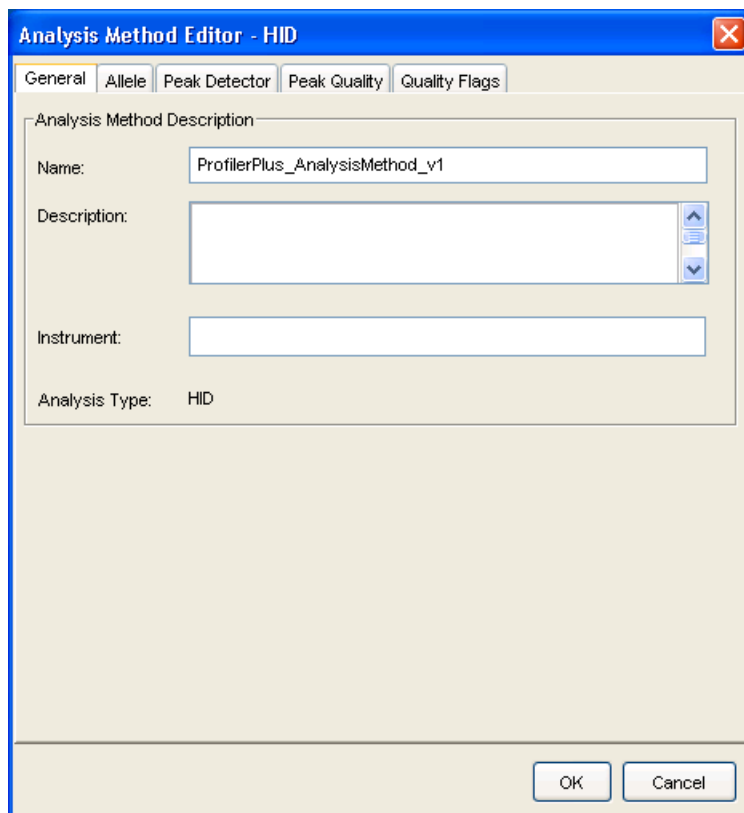 Analysis Method Editor - HID
General Allele Peak Detector Peak Quality Quality Flags
Analysis Method Description
Name: ProfilerPlus_AnalysisMethod_v1
Description:
Instrument:
Analysis Type: HID
OK Cancel